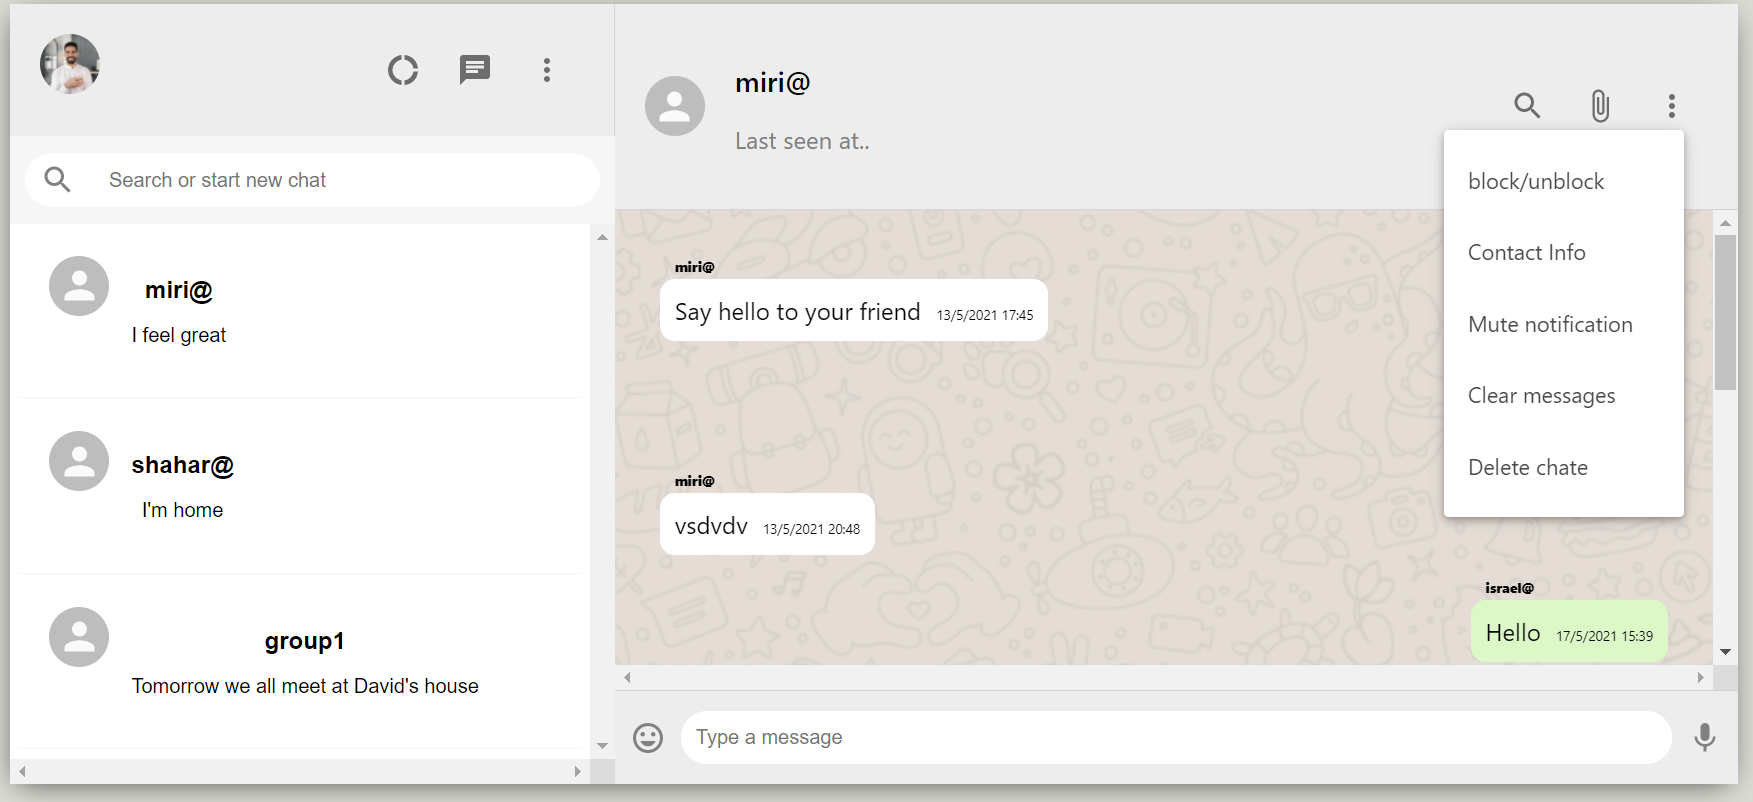 Search or start new chat
miri@
I feel great
shahar@
I'm home
group1
Tomorrow we all meet at David's house
miri@
Last seen at..
block/unblock
Contact Info
Mute notification
Clear messages
Delete chate
miri@
Say hello to your friend 13/5/2021 17:45
miri@
vsdvdv 13/5/2021 20:48
israel@
Hello 17/5/2021 15:39
Type a message